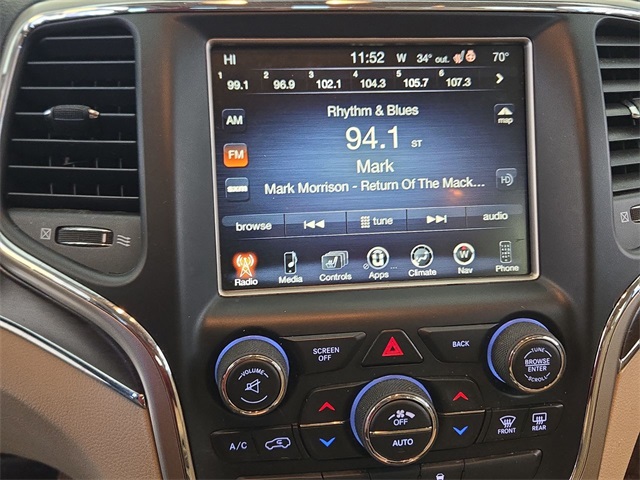 HI 11:52 W 34° out. 70°
1 99.1 2 96.9 3 102.1 4 104.3 5 105.7 6 107.3
AM Rhythm & Blues map
94.1 ST
FM Mark HD
Mark Morrison - Return Of The Mack...
browse tune audio
Radio Media Controls Apps Climate Nav Phone
SCREEN OFF BACK
VOLUME TUNE
BROWSE ENTER
SCROLL
OFF
A/C AUTO FRONT REAR